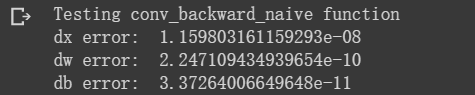 Testing conv_backward_naive function
dx error:  1.159803161159293e-08
dw error:  2.247109434939654e-10
db error:  3.37264006649648e-11